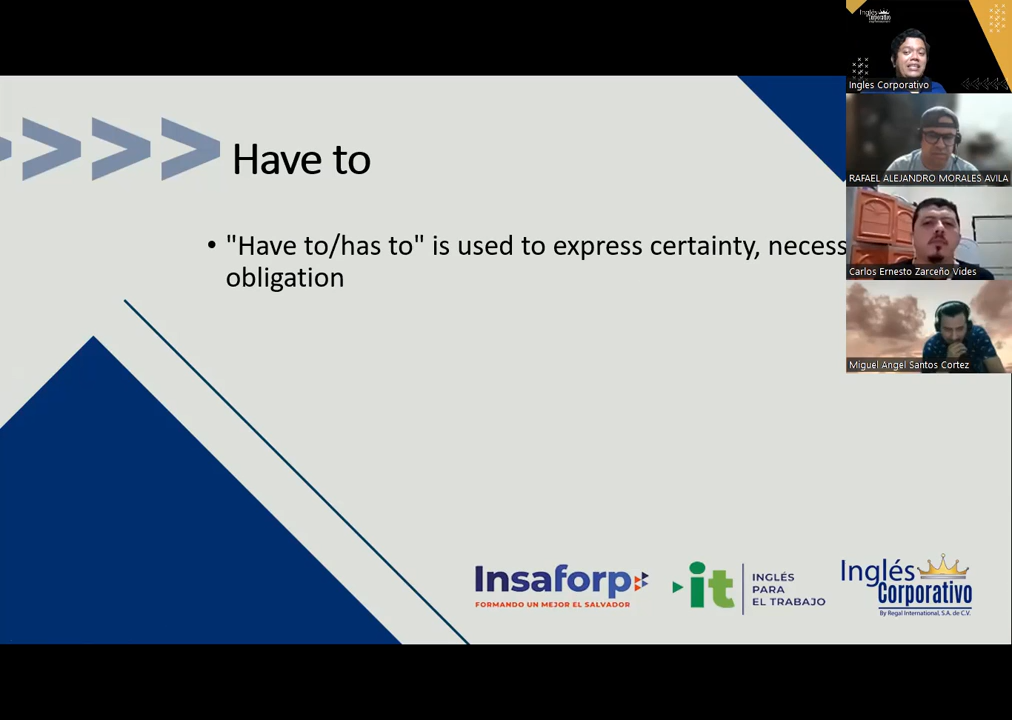 Have to
• "Have to/has to" is used to express certainty,
obligation
Insaforp
FORMANDO UN MEJOR EL SALVADOR
it
INGLÉS
PARA
EL TRABAJO
Inglés
Corporativo
By Regal International, S.A. de C.V.
Inglés
Corporativo
Ingles Corporativo
RAFAEL ALEJANDRO MORALES AVILA
Carlos Ernesto Zarceño Vides
Miguel Angel Santos Cortez